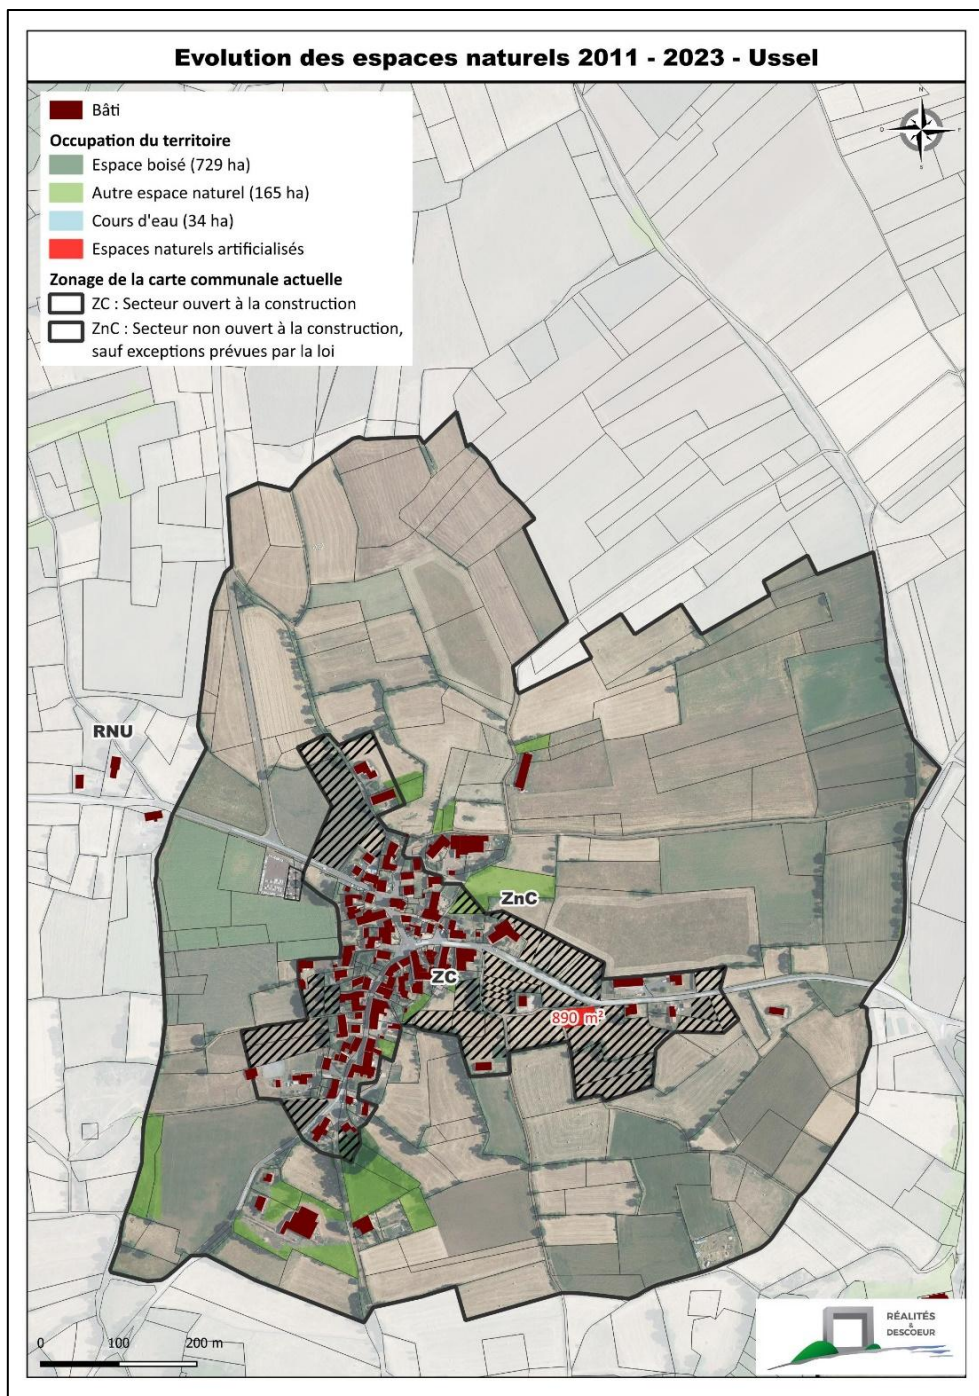 Evolution des espaces naturels 2011 - 2023 - Ussel
Bâti
Occupation du territoire
Espace boisé (729 ha)
Autre espace naturel (165 ha)
Cours d'eau (34 ha)
Espaces naturels artificialisés
Zonage de la carte communale actuelle
ZC : Secteur ouvert à la construction
ZnC : Secteur non ouvert à la construction,
sauf exceptions prévues par la loi
N
O
E
S
RNU
ZnC
ZC
890 m²
0 100 200 m
RÉALITÉS
&
DESCOEUR